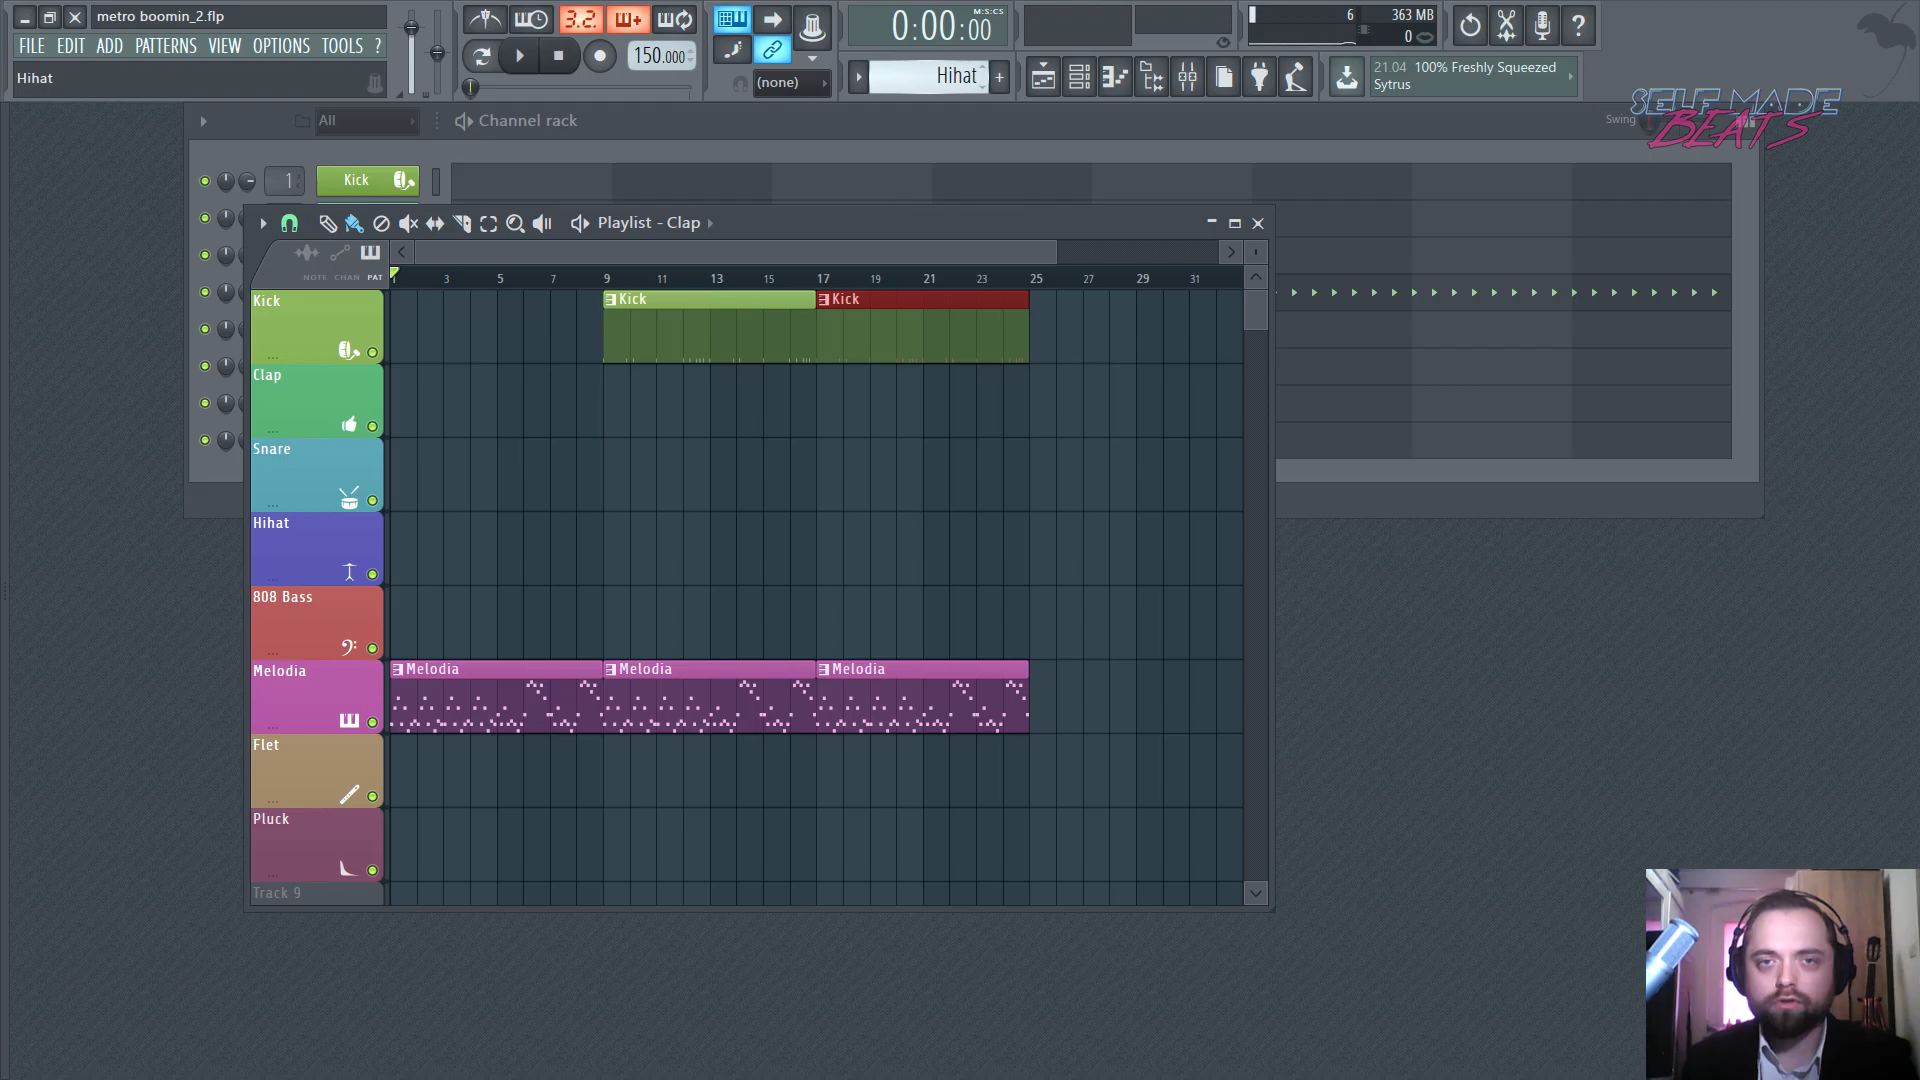 metro boomin_2.flp
FILE EDIT ADD PATTERNS VIEW OPTIONS TOOLS ?
Hihat
3.2.
150.000
(none)
0:00:00
M:S:CS
Hihat
6
363 MB
0
21.04 100% Freshly Squeezed
Sytrus
SELF MADE
BEATS
All
Channel rack
Swing
1
Kick
Playlist - Clap
NOTE CHAN PAT
1 3 5 7 9 11 13 15 17 19 21 23 25 27 29 31
Kick
Kick
Kick
Clap
Snare
Hihat
808 Bass
Melodia
Melodia
Melodia
Melodia
Flet
Pluck
Track 9